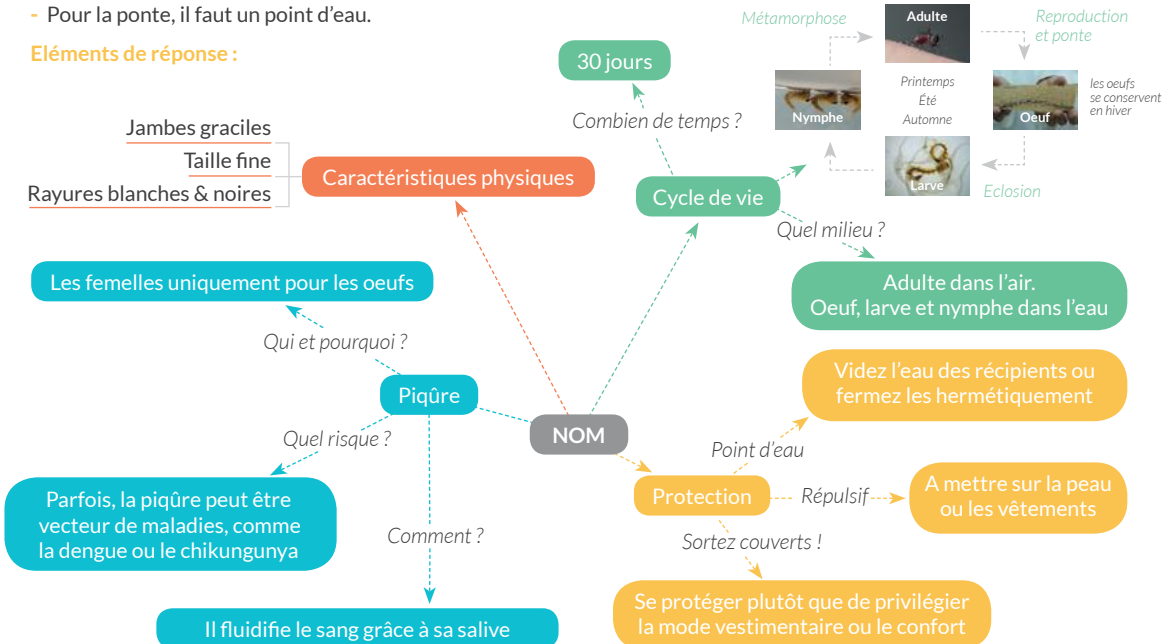 - Pour la ponte, il faut un point d’eau.
Eléments de réponse :
Métamorphose
Adulte
Reproduction
et ponte
Printemps
Été
Automne
Nymphe
Oeuf
les oeufs
se conservent
en hiver
Larve
Eclosion
30 jours
Combien de temps ?
Jambes graciles
Taille fine
Rayures blanches & noires
Caractéristiques physiques
Cycle de vie
Quel milieu ?
Adulte dans l’air.
Oeuf, larve et nymphe dans l’eau
Les femelles uniquement pour les oeufs
Qui et pourquoi ?
Piqûre
Quel risque ?
Parfois, la piqûre peut être
vecteur de maladies, comme
la dengue ou le chikungunya
Comment ?
Il fluidifie le sang grâce à sa salive
NOM
Videz l’eau des récipients ou
fermez les hermétiquement
Point d’eau
Protection
Répulsif
A mettre sur la peau
ou les vêtements
Sortez couverts !
Se protéger plutôt que de privilégier
la mode vestimentaire ou le confort